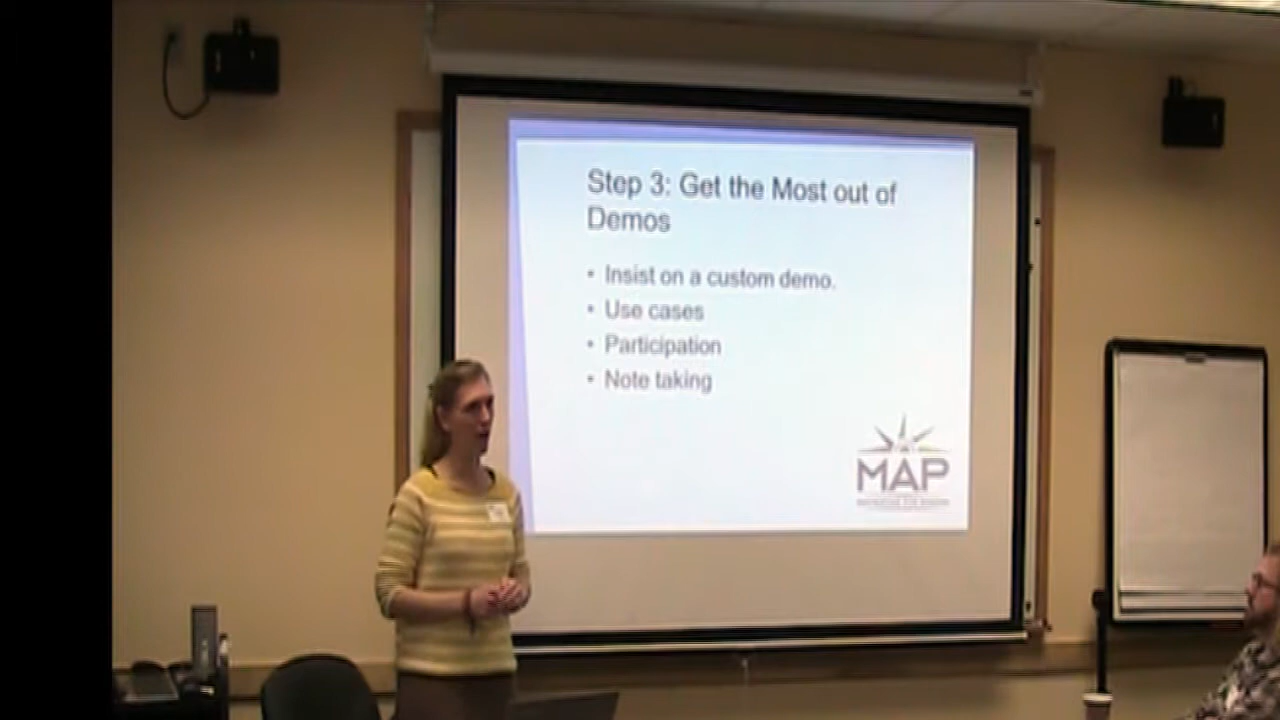 Step 3: Get the Most out of
Demos
• Insist on a custom demo.
• Use cases
• Participation
• Note taking
MAP